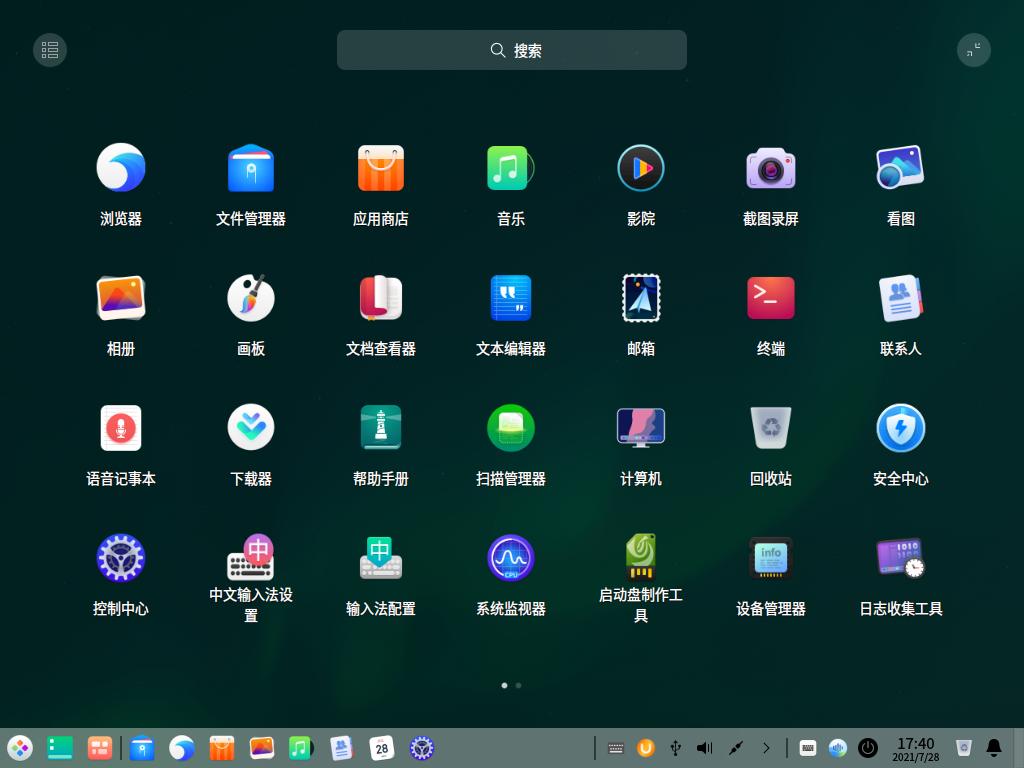 搜索
浏览器
文件管理器
应用商店
音乐
影院
截图录屏
看图
相册
画板
文档查看器
文本编辑器
邮箱
终端
联系人
语音记事本
下载器
帮助手册
扫描管理器
计算机
回收站
安全中心
中
中
CPU
info
1010
控制中心
中文输入法设
置
输入法配置
系统监视器
启动盘制作工
具
设备管理器
日志收集工具
28
17:40
2021/7/28